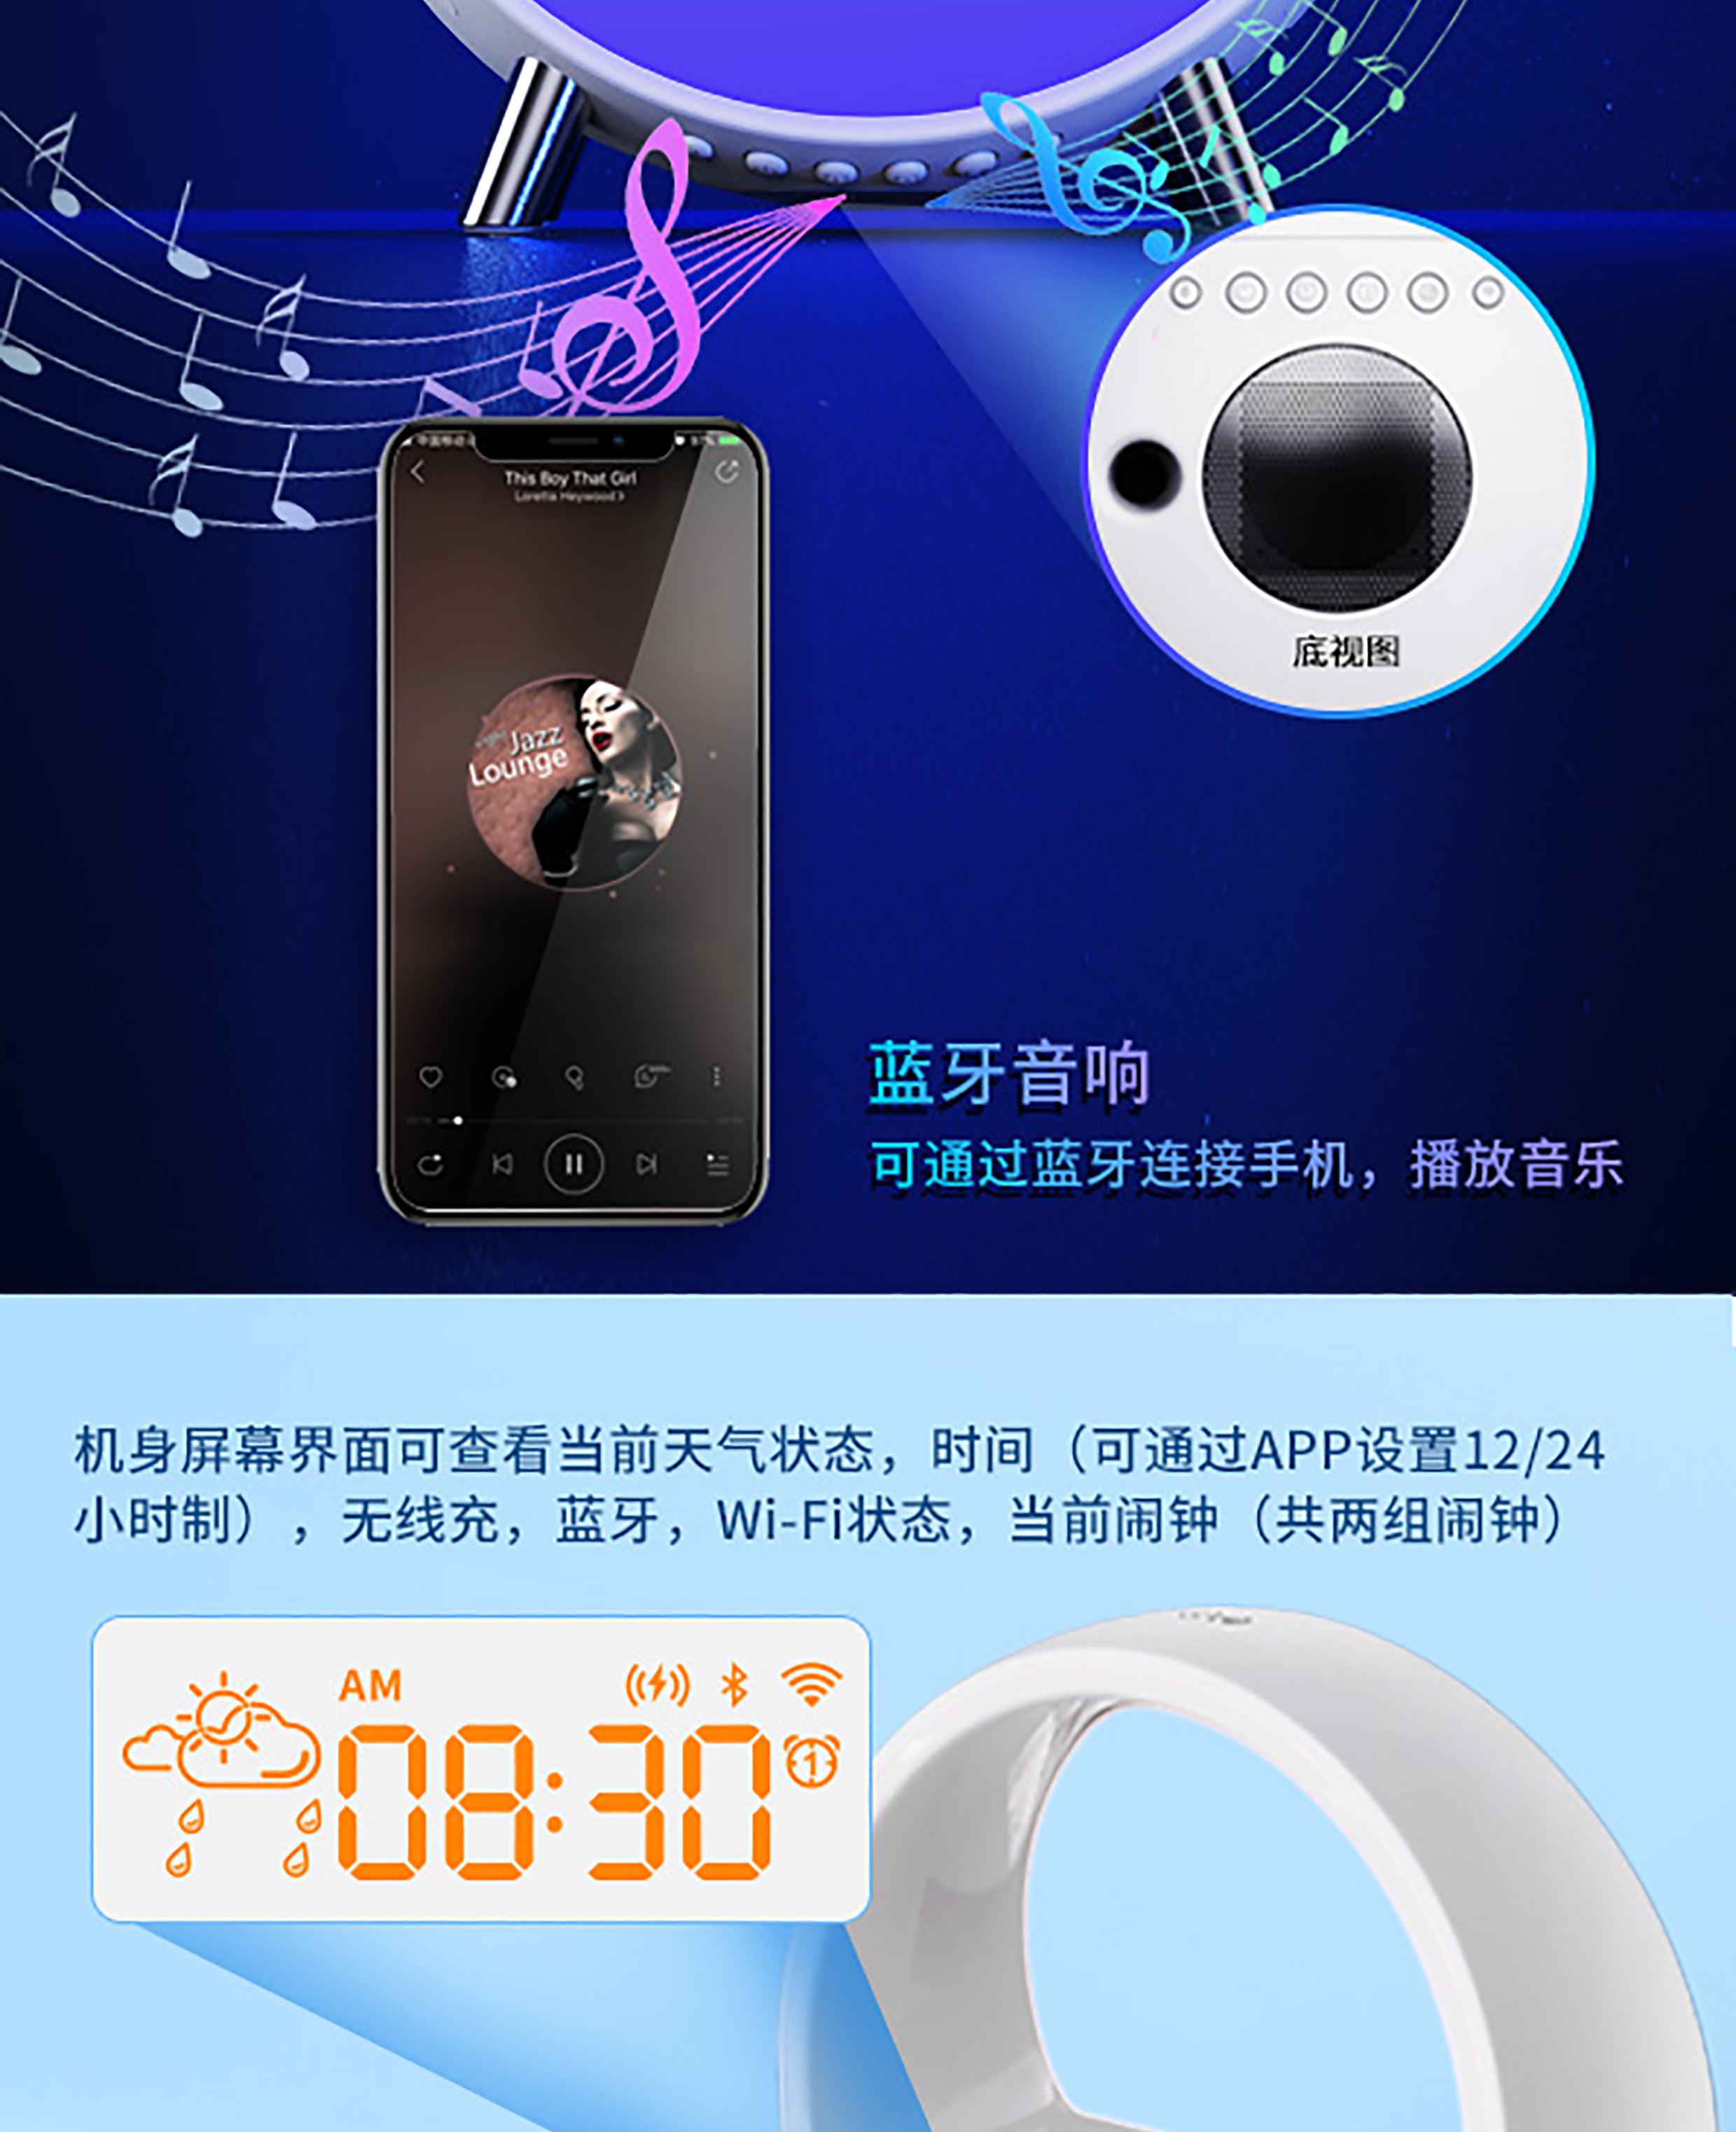 This Boy That Girl
Loretta Heywood
底视图
Jazz
Lounge
蓝牙音响
可通过蓝牙连接手机，播放音乐
机身屏幕界面可查看当前天气状态，时间（可通过APP设置12/24
小时制），无线充，蓝牙，Wi-Fi状态，当前闹钟（共两组闹钟）
AM
08:30
1